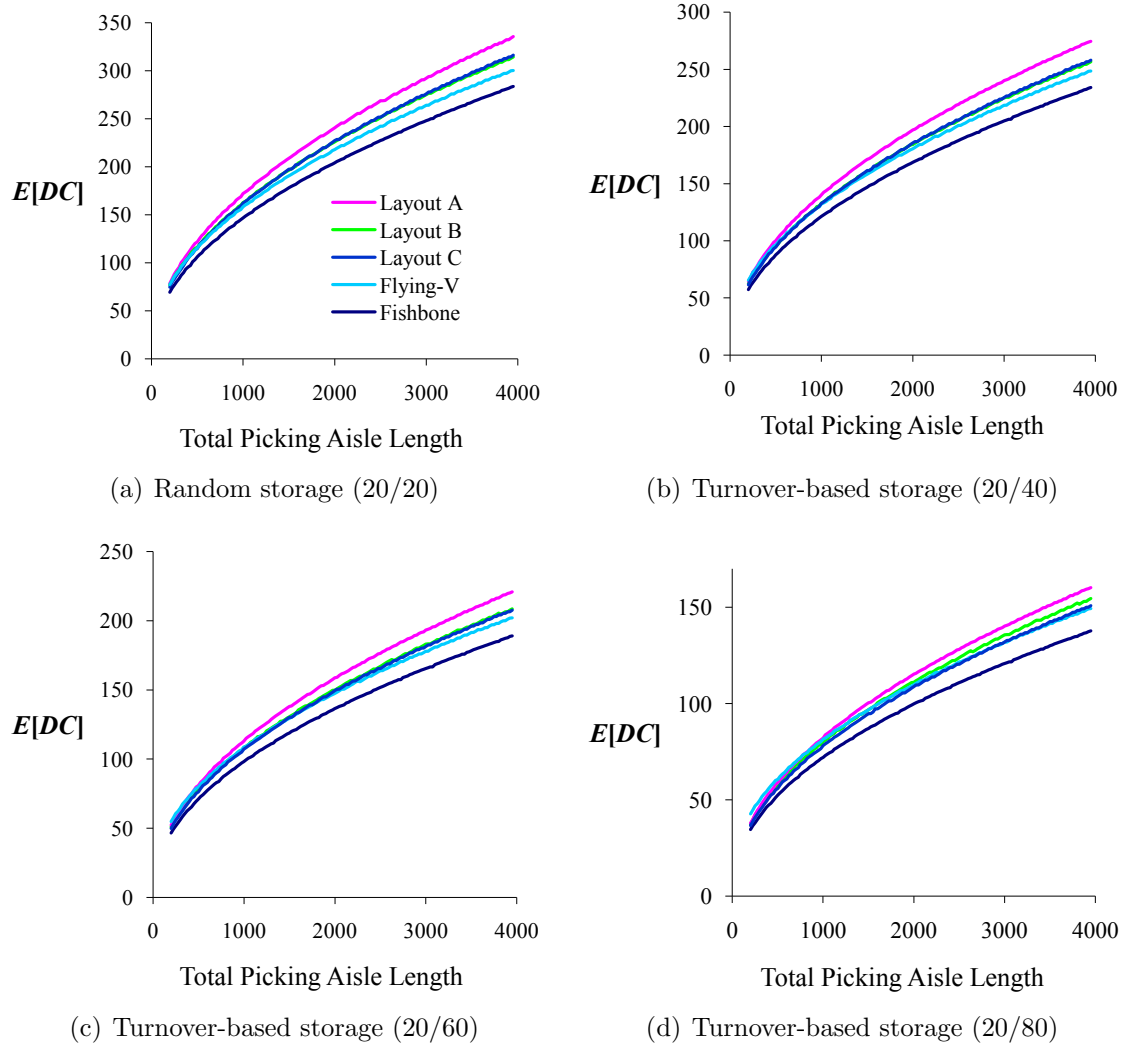 350
300
250
200
150
100
50
0
E[DC]
Layout A
Layout B
Layout C
Flying-V
Fishbone
0 1000 2000 3000 4000
Total Picking Aisle Length
(a) Random storage (20/20)
300
250
200
150
100
50
0
E[DC]
0 1000 2000 3000 4000
Total Picking Aisle Length
(b) Turnover-based storage (20/40)
250
200
150
100
50
0
E[DC]
0 1000 2000 3000 4000
Total Picking Aisle Length
(c) Turnover-based storage (20/60)
150
100
50
0
E[DC]
0 1000 2000 3000 4000
Total Picking Aisle Length
(d) Turnover-based storage (20/80)